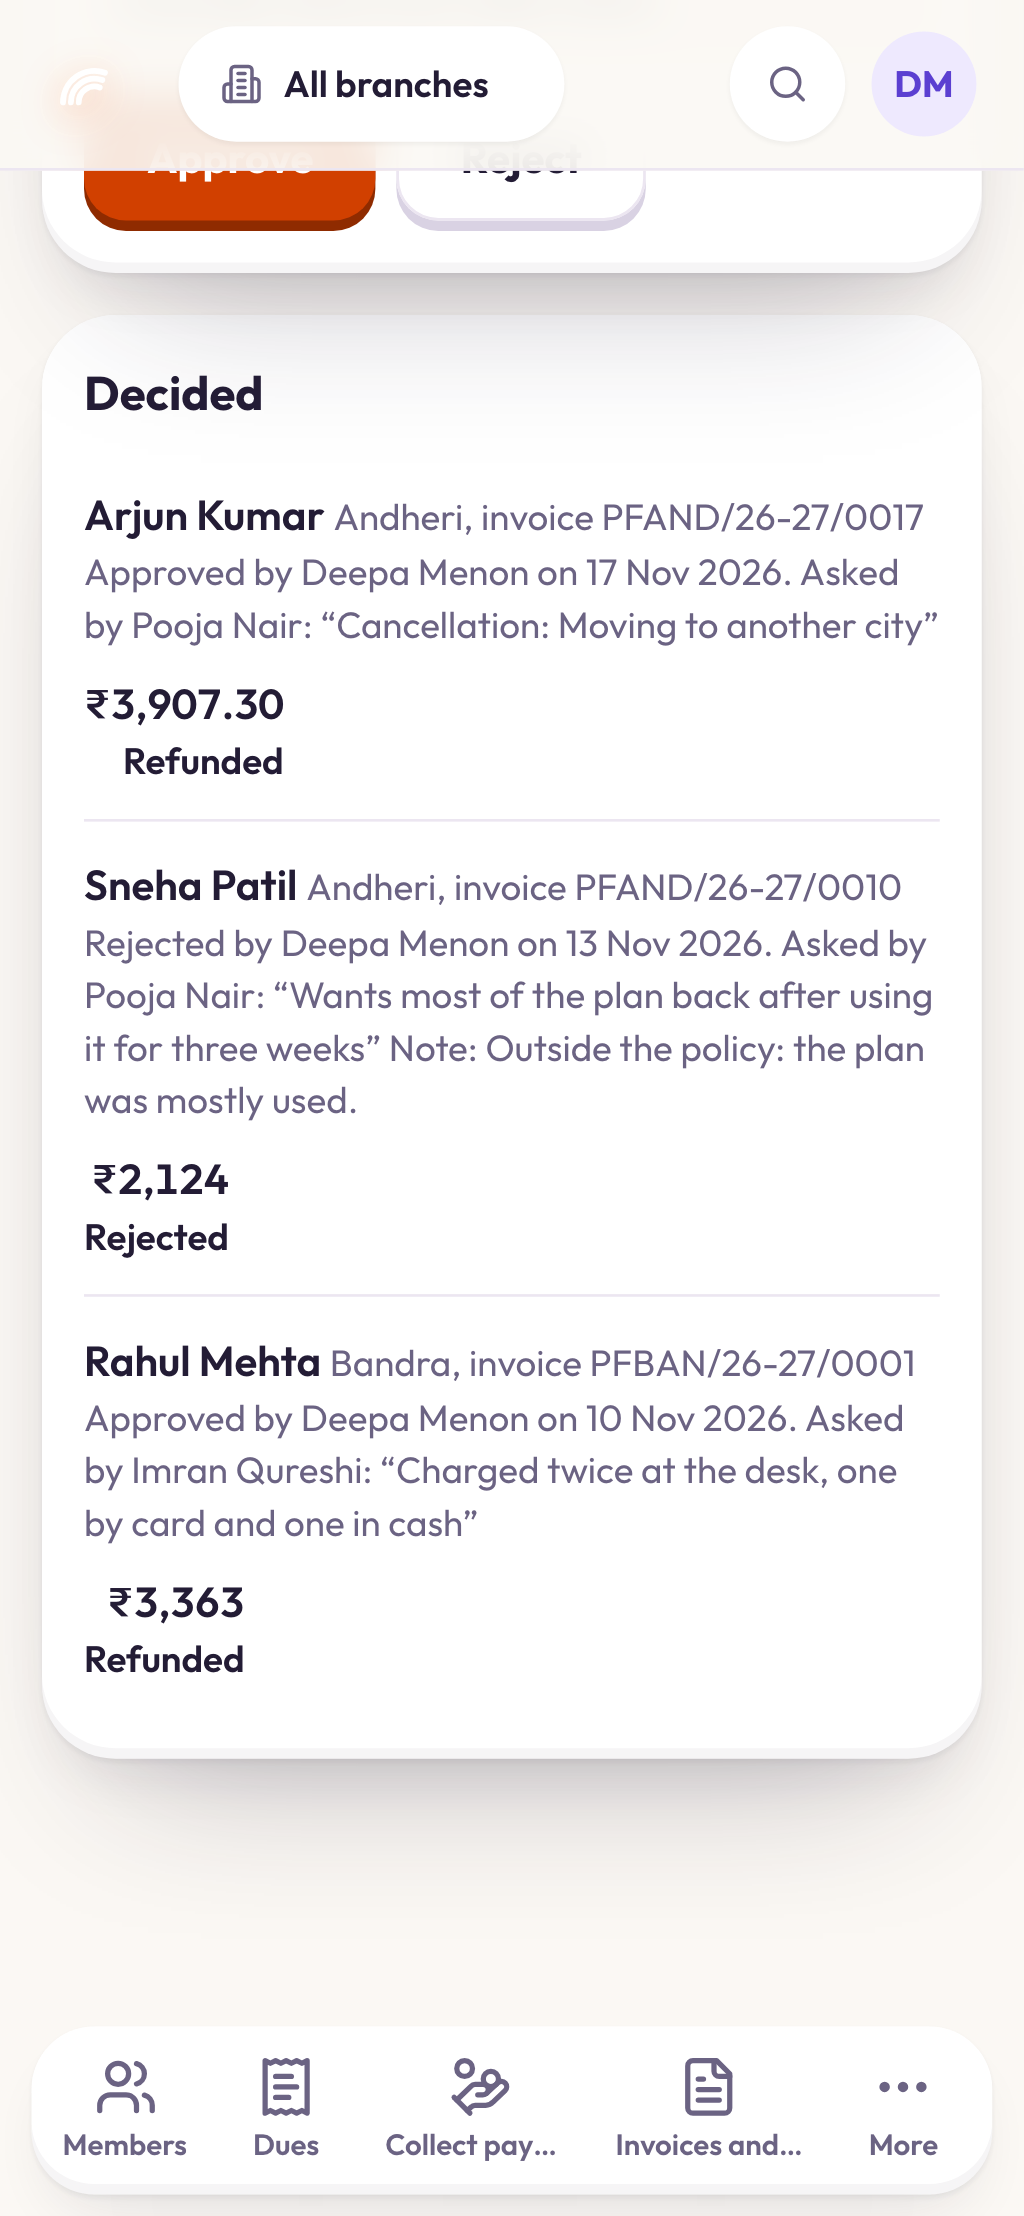 All branches
DM
Approve
Reject
Decided
Arjun Kumar Andheri, invoice PFAND/26-27/0017
Approved by Deepa Menon on 17 Nov 2026. Asked
by Pooja Nair: “Cancellation: Moving to another city”
₹3,907.30
Refunded
Sneha Patil Andheri, invoice PFAND/26-27/0010
Rejected by Deepa Menon on 13 Nov 2026. Asked by
Pooja Nair: “Wants most of the plan back after using
it for three weeks” Note: Outside the policy: the plan
was mostly used.
₹2,124
Rejected
Rahul Mehta Bandra, invoice PFBAN/26-27/0001
Approved by Deepa Menon on 10 Nov 2026. Asked
by Imran Qureshi: “Charged twice at the desk, one
by card and one in cash”
₹3,363
Refunded
Members
Dues
Collect pay...
Invoices and...
More